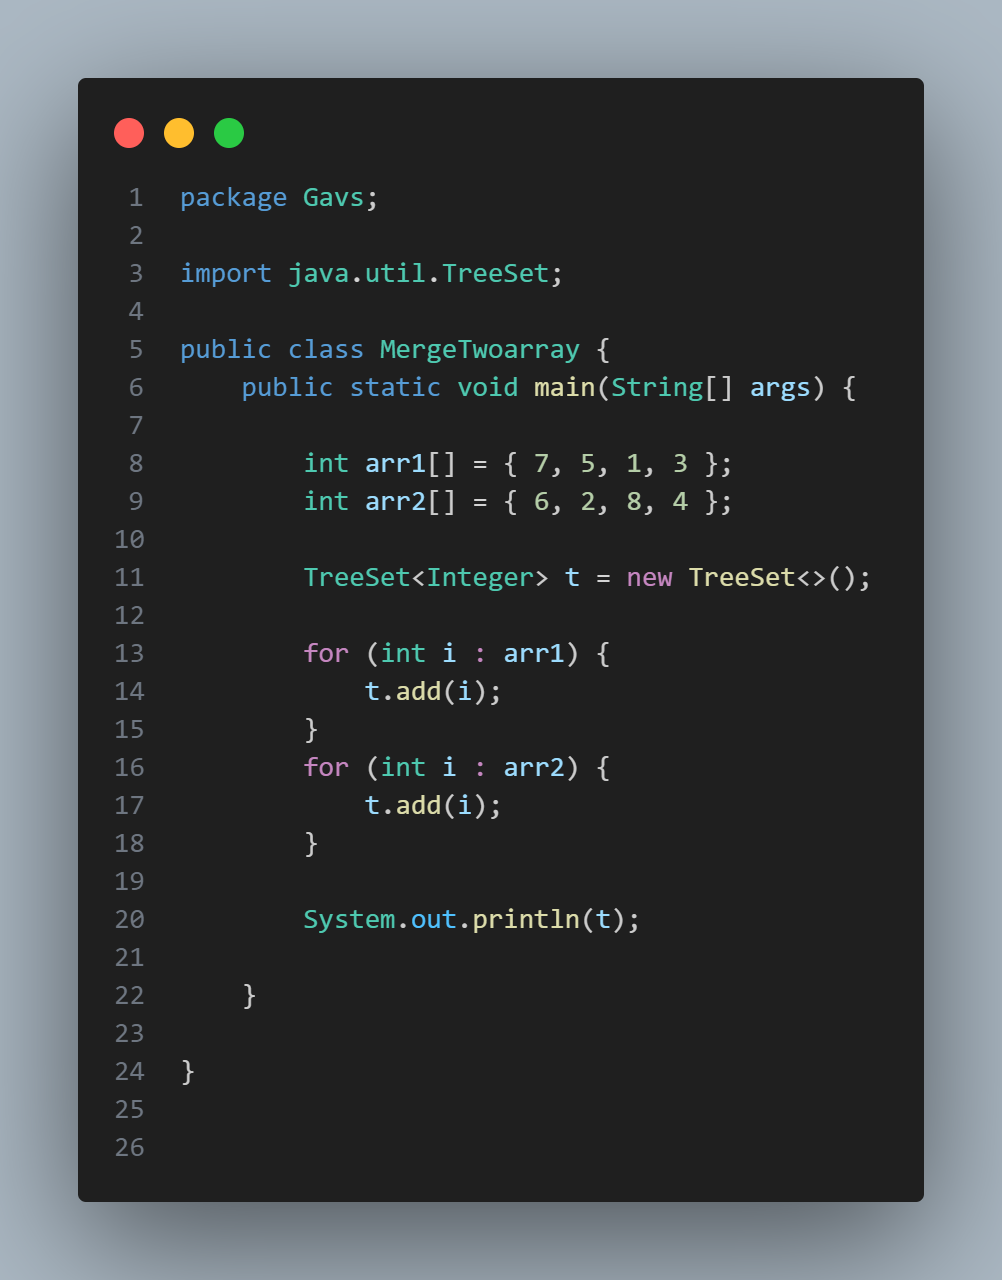 1 package Gavs;
2
3 import java.util.TreeSet;
4
5 public class MergeTwoarray {
6     public static void main(String[] args) {
7
8         int arr1[] = { 7, 5, 1, 3 };
9         int arr2[] = { 6, 2, 8, 4 };
10
11         TreeSet<Integer> t = new TreeSet<>();
12
13         for (int i : arr1) {
14             t.add(i);
15         }
16         for (int i : arr2) {
17             t.add(i);
18         }
19
20         System.out.println(t);
21
22     }
23
24 }
25
26